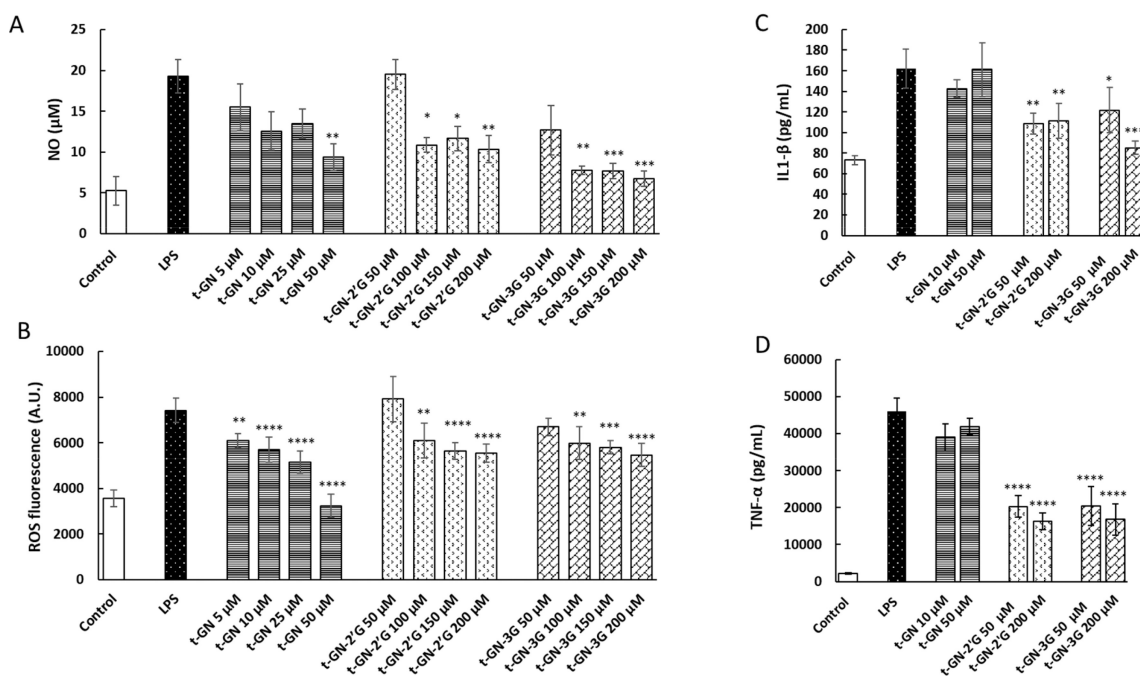 A
NO (μM)
25
20
15
10
5
0
**
*
*
**
**
***
***
Control
LPS
t-GN 5 μM
t-GN 10 μM
t-GN 25 μM
t-GN 50 μM
t-GN-2'G 50 μM
t-GN-2'G 100 μM
t-GN-2'G 150 μM
t-GN-2'G 200 μM
t-GN-3G 50 μM
t-GN-3G 100 μM
t-GN-3G 150 μM
t-GN-3G 200 μM
B
ROS fluorescence (A.U.)
10000
8000
6000
4000
2000
0
**
****
****
****
**
****
****
**
***
****
Control
LPS
t-GN 5 μM
t-GN 10 μM
t-GN 25 μM
t-GN 50 μM
t-GN-2'G 50 μM
t-GN-2'G 100 μM
t-GN-2'G 150 μM
t-GN-2'G 200 μM
t-GN-3G 50 μM
t-GN-3G 100 μM
t-GN-3G 150 μM
t-GN-3G 200 μM
C
IL1-β (pg/mL)
200
180
160
140
120
100
80
60
40
20
0
**
**
*
Control
LPS
t-GN 10 μM
t-GN 50 μM
t-GN-2'G 50 μM
t-GN-2'G 200 μM
t-GN-3G 50 μM
t-GN-3G 200 μM
D
TNF-α (pg/mL)
60000
50000
40000
30000
20000
10000
0
****
****
****
****
Control
LPS
t-GN 10 μM
t-GN 50 μM
t-GN-2'G 50 μM
t-GN-2'G 200 μM
t-GN-3G 50 μM
t-GN-3G 200 μM